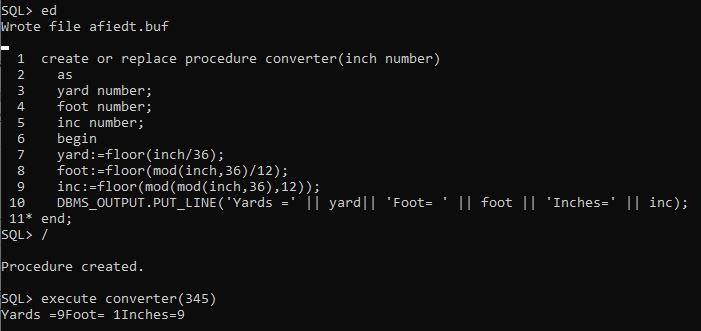 SQL> ed
Wrote file afiedt.buf
1 create or replace procedure converter(inch number)
2 as
3 yard number;
4 foot number;
5 inc number;
6 begin
7 yard:=floor(inch/36);
8 foot:=floor(mod(inch,36)/12);
9 inc:=floor(mod(mod(inch,36),12));
10 DBMS_OUTPUT.PUT_LINE('Yards =' || yard|| 'Foot= ' || foot || 'Inches=' || inc);
11* end;
SQL> /
Procedure created.
SQL> execute converter(345)
Yards =9Foot= 1Inches=9